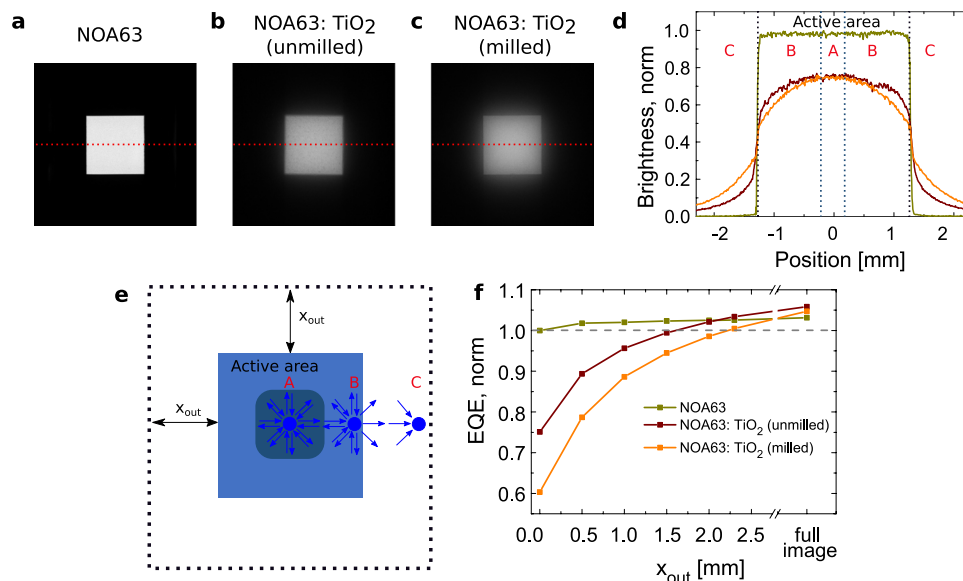 a
NOA63
b
NOA63: TiO2
(unmilled)
c
NOA63: TiO2
(milled)
d
Brightness, norm
1.0
0.8
0.6
0.4
0.2
0.0
Active area
C B A B C
-2 -1 0 1 2
Position [mm]
e
xout
Active area
A B C
xout
f
EQE, norm
1.1
1.0
0.9
0.8
0.7
0.6
NOA63
NOA63: TiO2 (unmilled)
NOA63: TiO2 (milled)
0.0 0.5 1.0 1.5 2.0 2.5 full
image
xout [mm]